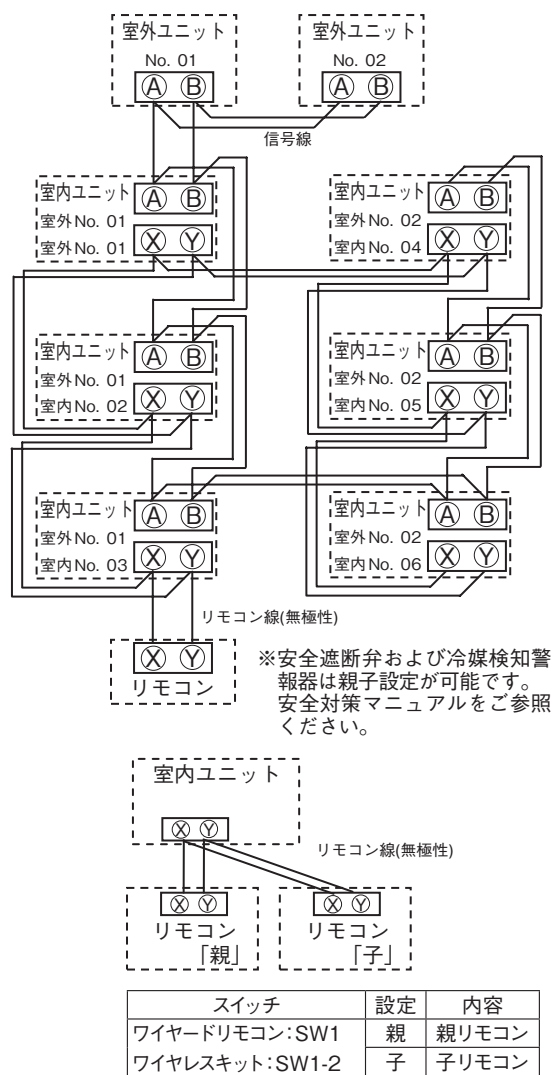 室外ユニット
No. 01
Ⓐ Ⓑ
室外ユニット
No. 02
Ⓐ Ⓑ
信号線
室内ユニット Ⓐ Ⓑ
室外No. 01
室外No. 01 Ⓧ Ⓨ
室内ユニット Ⓐ Ⓑ
室外No. 02
室内No. 04 Ⓧ Ⓨ
室内ユニット Ⓐ Ⓑ
室外No. 01
室内No. 02 Ⓧ Ⓨ
室内ユニット Ⓐ Ⓑ
室外No. 02
室内No. 05 Ⓧ Ⓨ
室内ユニット Ⓐ Ⓑ
室外No. 01
室内No. 03 Ⓧ Ⓨ
室内ユニット Ⓐ Ⓑ
室外No. 02
室内No. 06 Ⓧ Ⓨ
リモコン線(無極性)
Ⓧ Ⓨ
リモコン
※安全遮断弁および冷媒検知警
報器は親子設定が可能です。
安全対策マニュアルをご参照
ください。
室内ユニット
Ⓧ Ⓨ
リモコン線(無極性)
Ⓧ Ⓨ
リモコン
「親」
Ⓧ Ⓨ
リモコン
「子」
スイッチ 設定 内容
ワイヤードリモコン:SW1 親 親リモコン
ワイヤレスキット:SW1-2 子 子リモコン